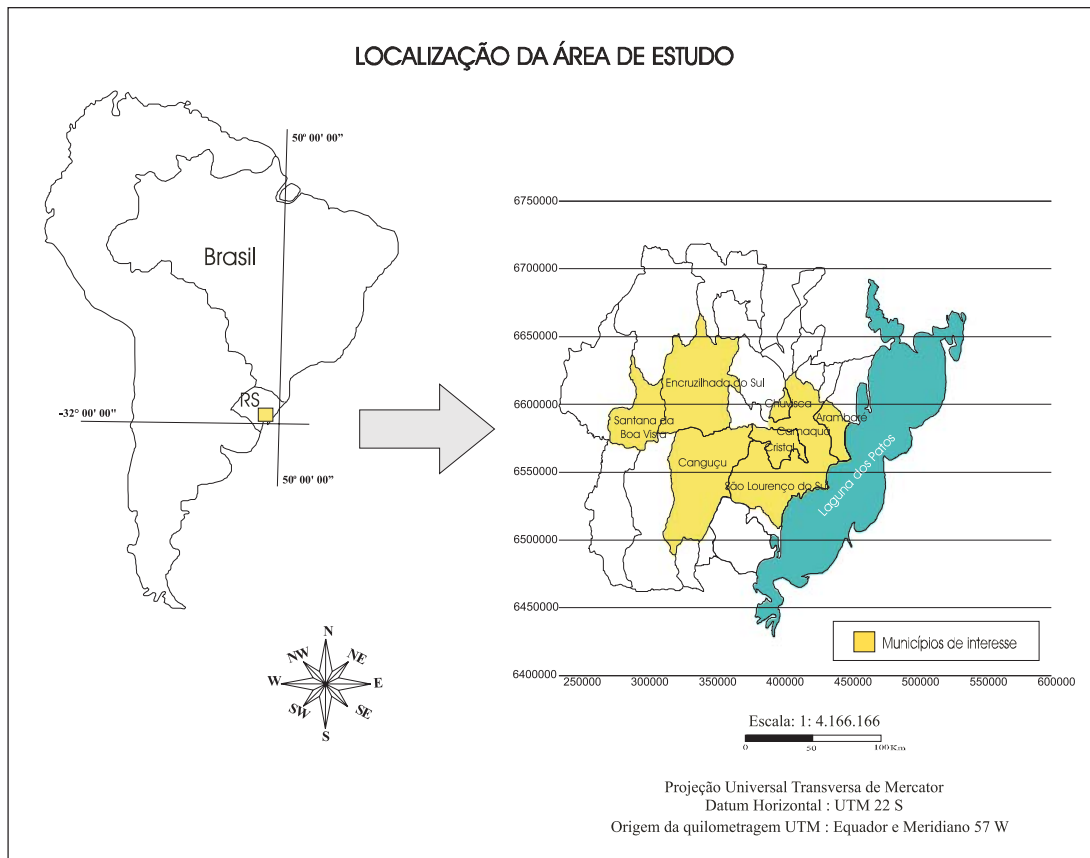 LOCALIZAÇÃO DA ÁREA DE ESTUDO
50º 00' 00"
Brasil
RS
-32° 00' 00"
50º 00' 00"
N
NW
NE
W
E
SW
SE
S
6750000
6700000
6650000
6600000
6550000
6500000
6450000
6400000
Encruzilhada do Sul
Chuvisca
Arambaré
Santana da
Boa Vista
Camaquã
Cristal
Canguçu
São Lourenço do Sul
Laguna dos Patos
Municípios de interesse
250000 300000 350000 400000 450000 500000 550000 600000
Escala: 1: 4.166.166
0 50 100Km
Projeção Universal Transversa de Mercator
Datum Horizontal : UTM 22 S
Origem da quilometragem UTM : Equador e Meridiano 57 W